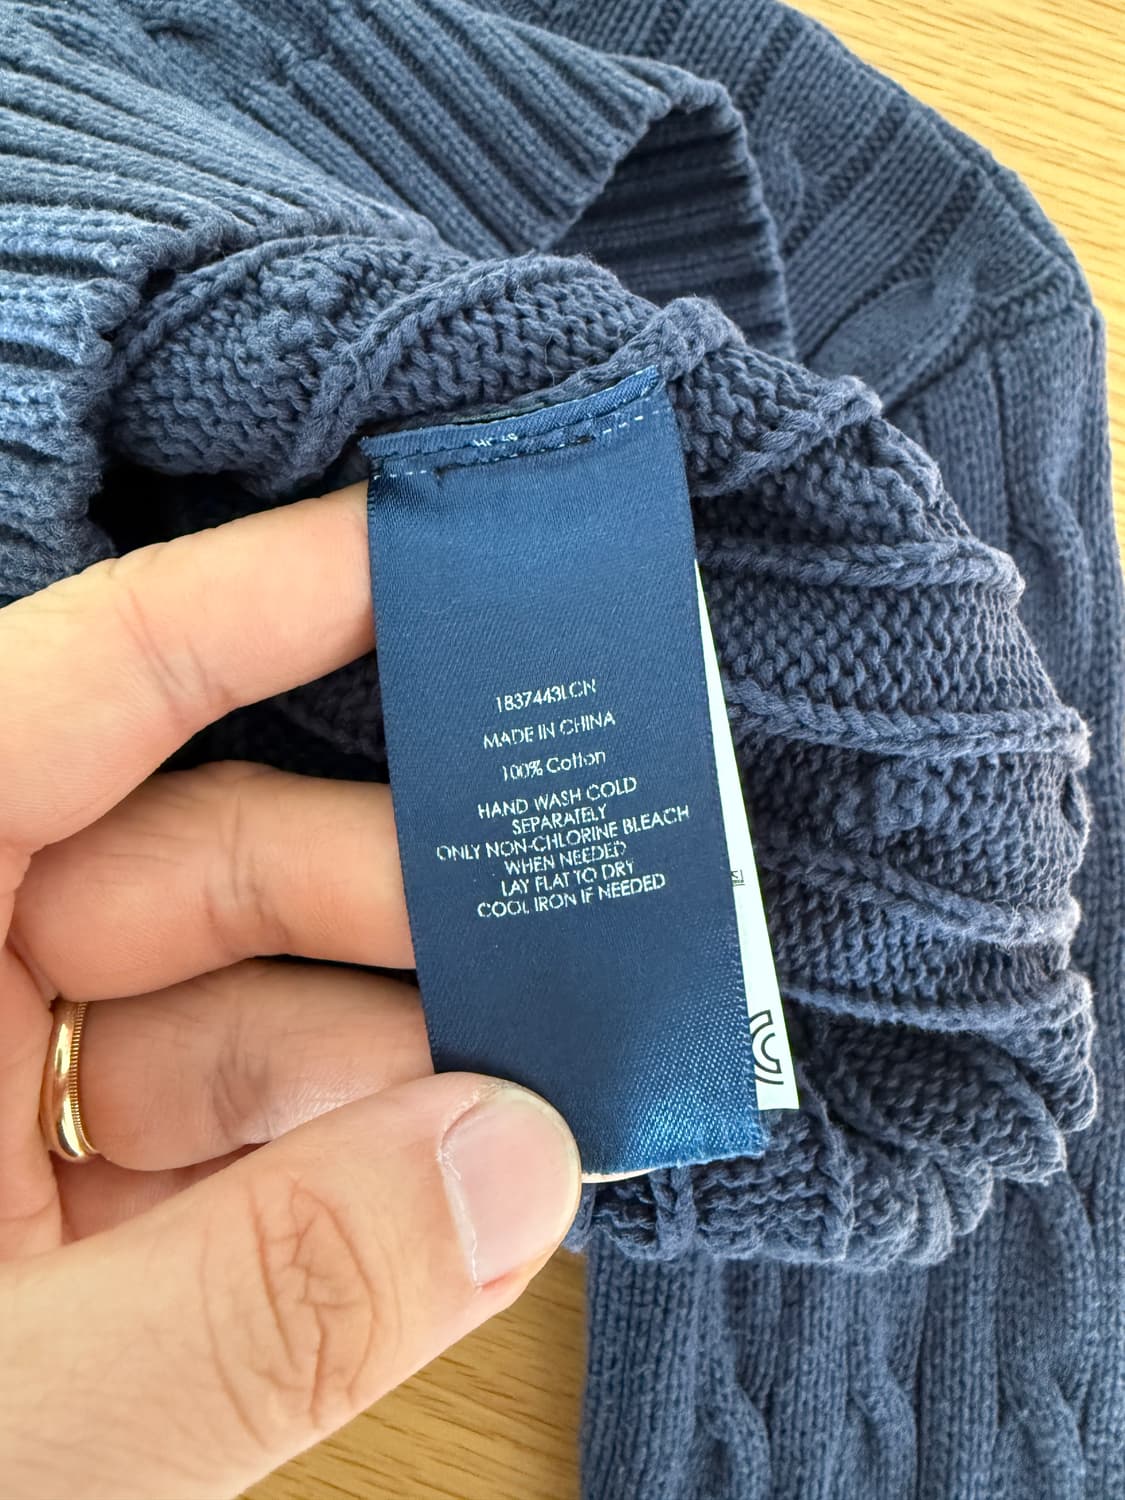 1837443LCN
MADE IN CHINA
100% Cotton
HAND WASH COLD
SEPARATELY
ONLY NON-CHLORINE BLEACH
WHEN NEEDED
LAY FLAT TO DRY
COOL IRON IF NEEDED